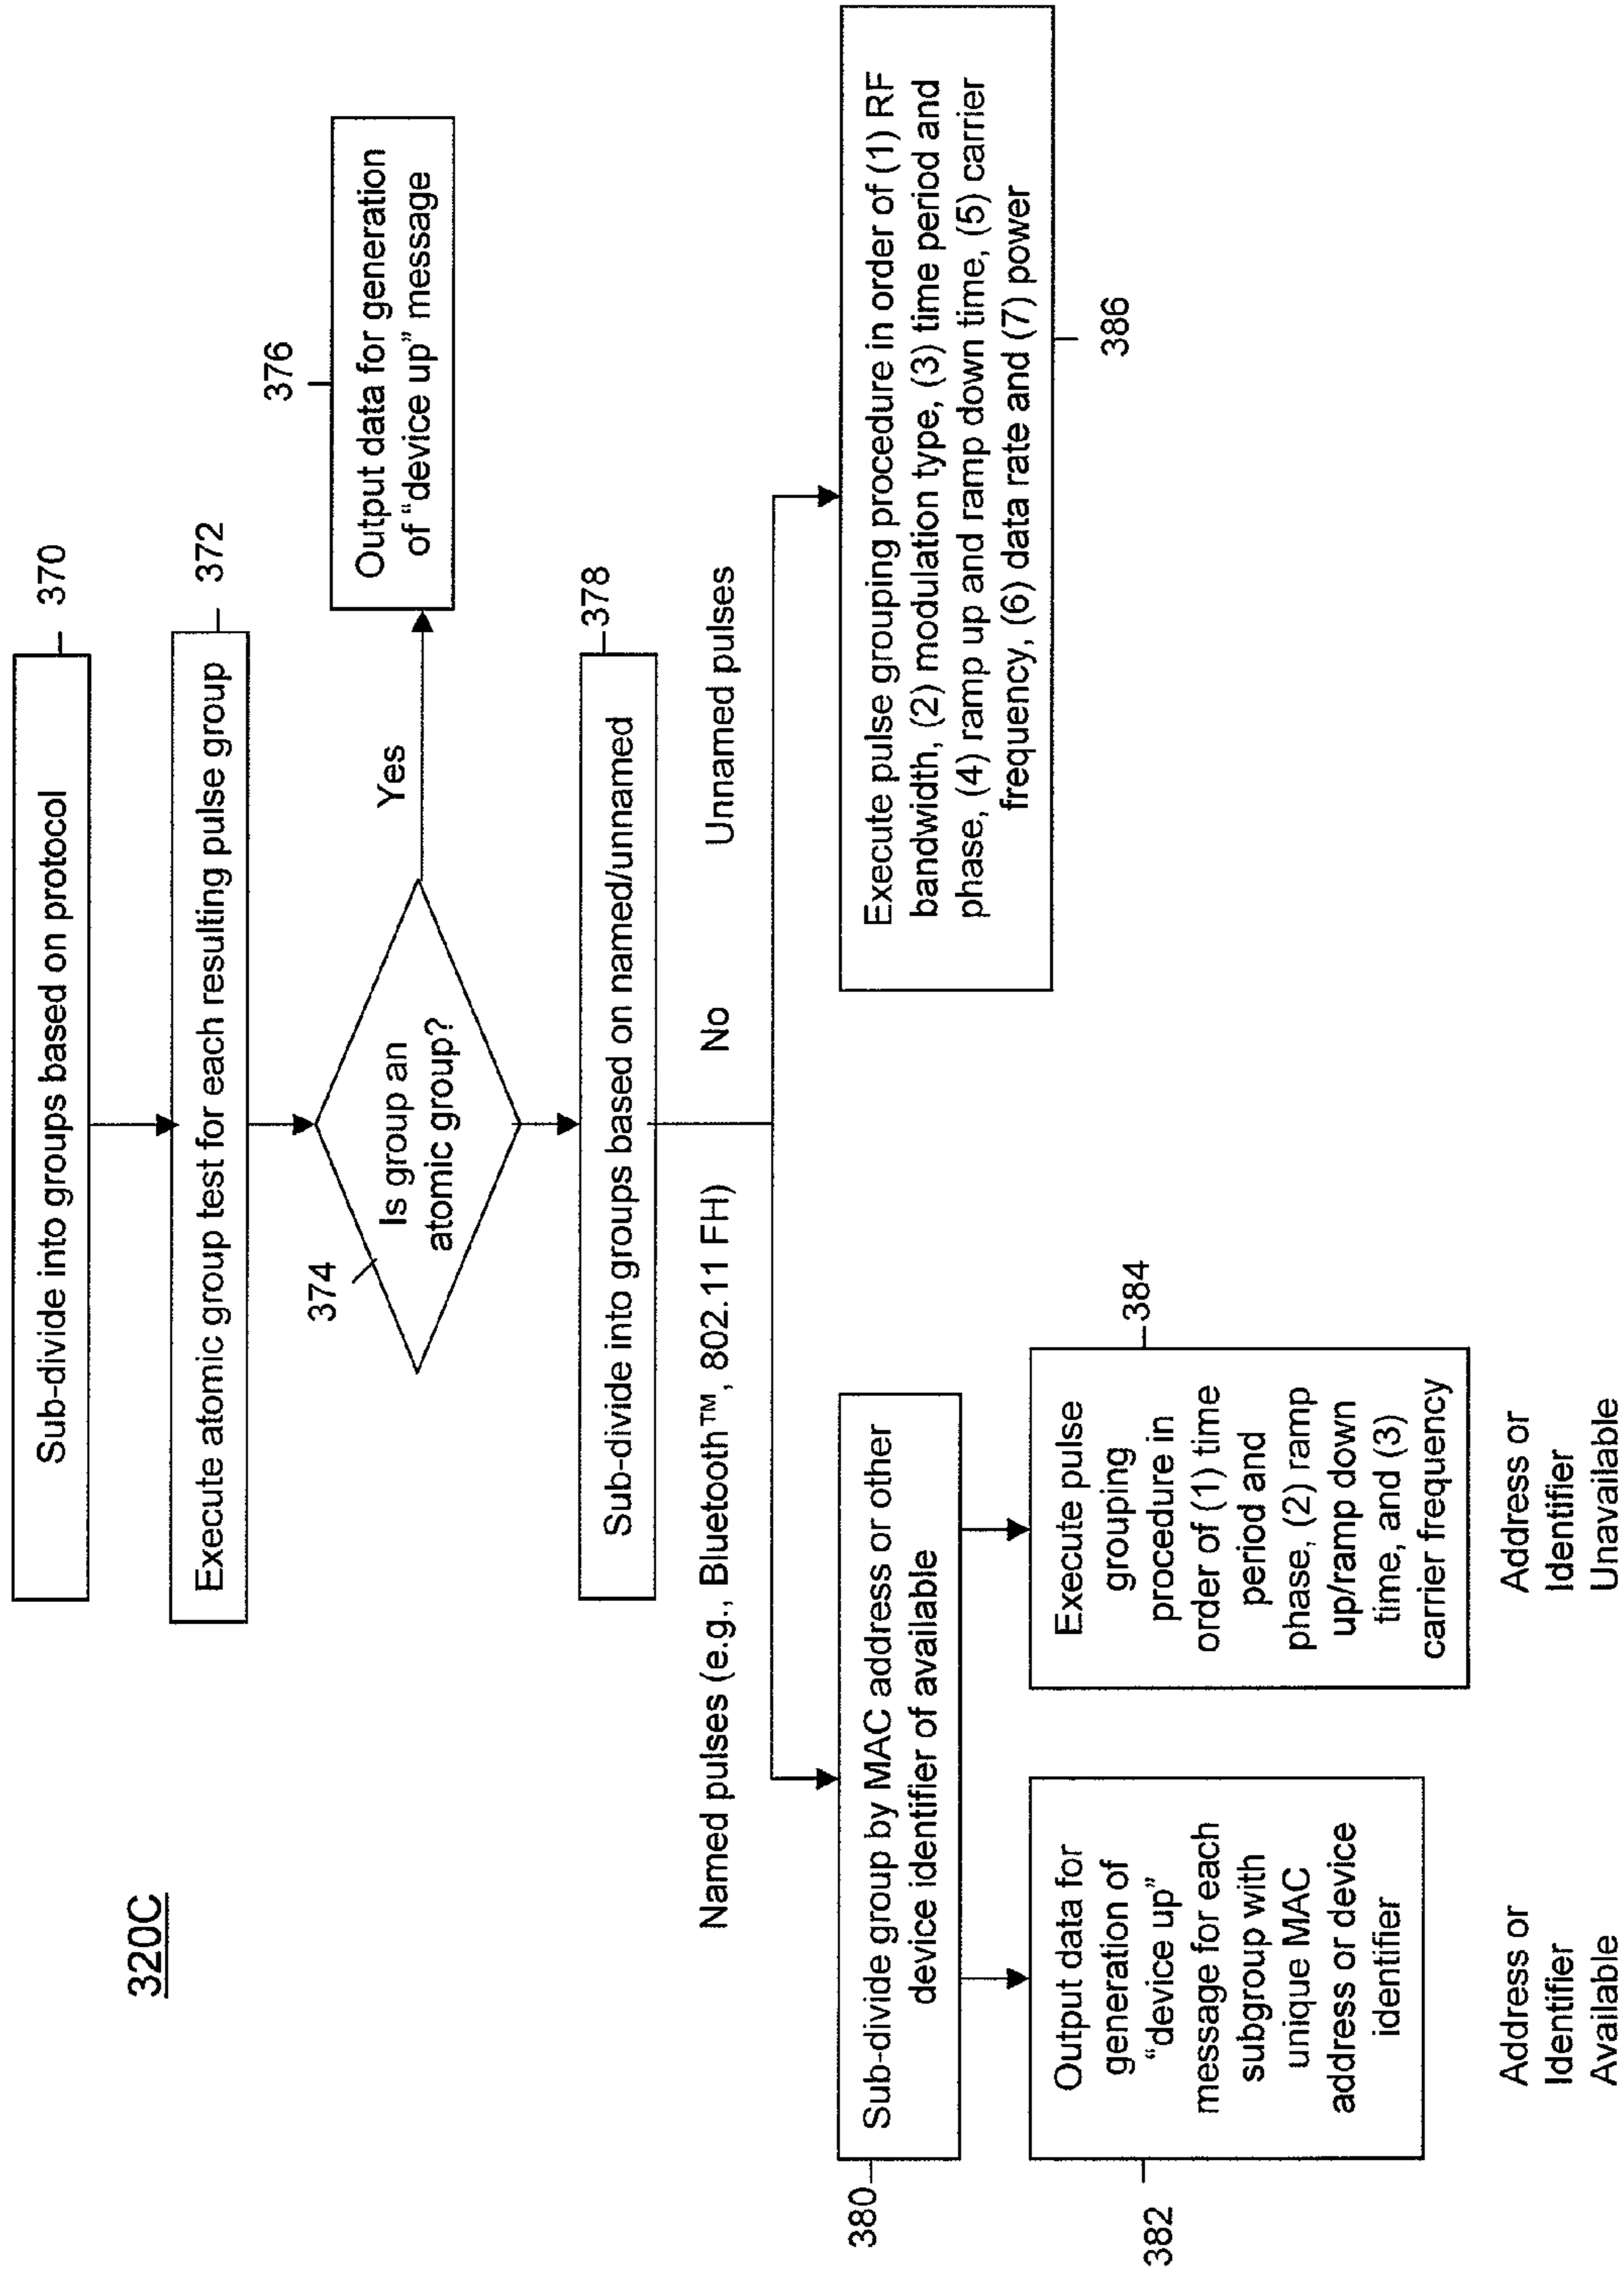 320C
Sub-divide into groups based on protocol
370
Execute atomic group test for each resulting pulse group
372
374
Is group an
atomic group?
Yes
376
Output data for generation
of “device up” message
Sub-divide into groups based on named/unnamed
378
Named pulses (e.g., Bluetooth™, 802.11 FH)
No
Unnamed pulses
380
Sub-divide group by MAC address or other
device identifier of available
Execute pulse grouping procedure in order of (1) RF
bandwidth, (2) modulation type, (3) time period and
phase, (4) ramp up and ramp down time, (5) carrier
frequency, (6) data rate and (7) power
386
382
Output data for
generation of
“device up”
message for each
subgroup with
unique MAC
address or device
identifier
384
Execute pulse
grouping
procedure in
order of (1) time
period and
phase, (2) ramp
up/ramp down
time, and (3)
carrier frequency
Address or
Identifier
Available
Address or
Identifier
Unavailable